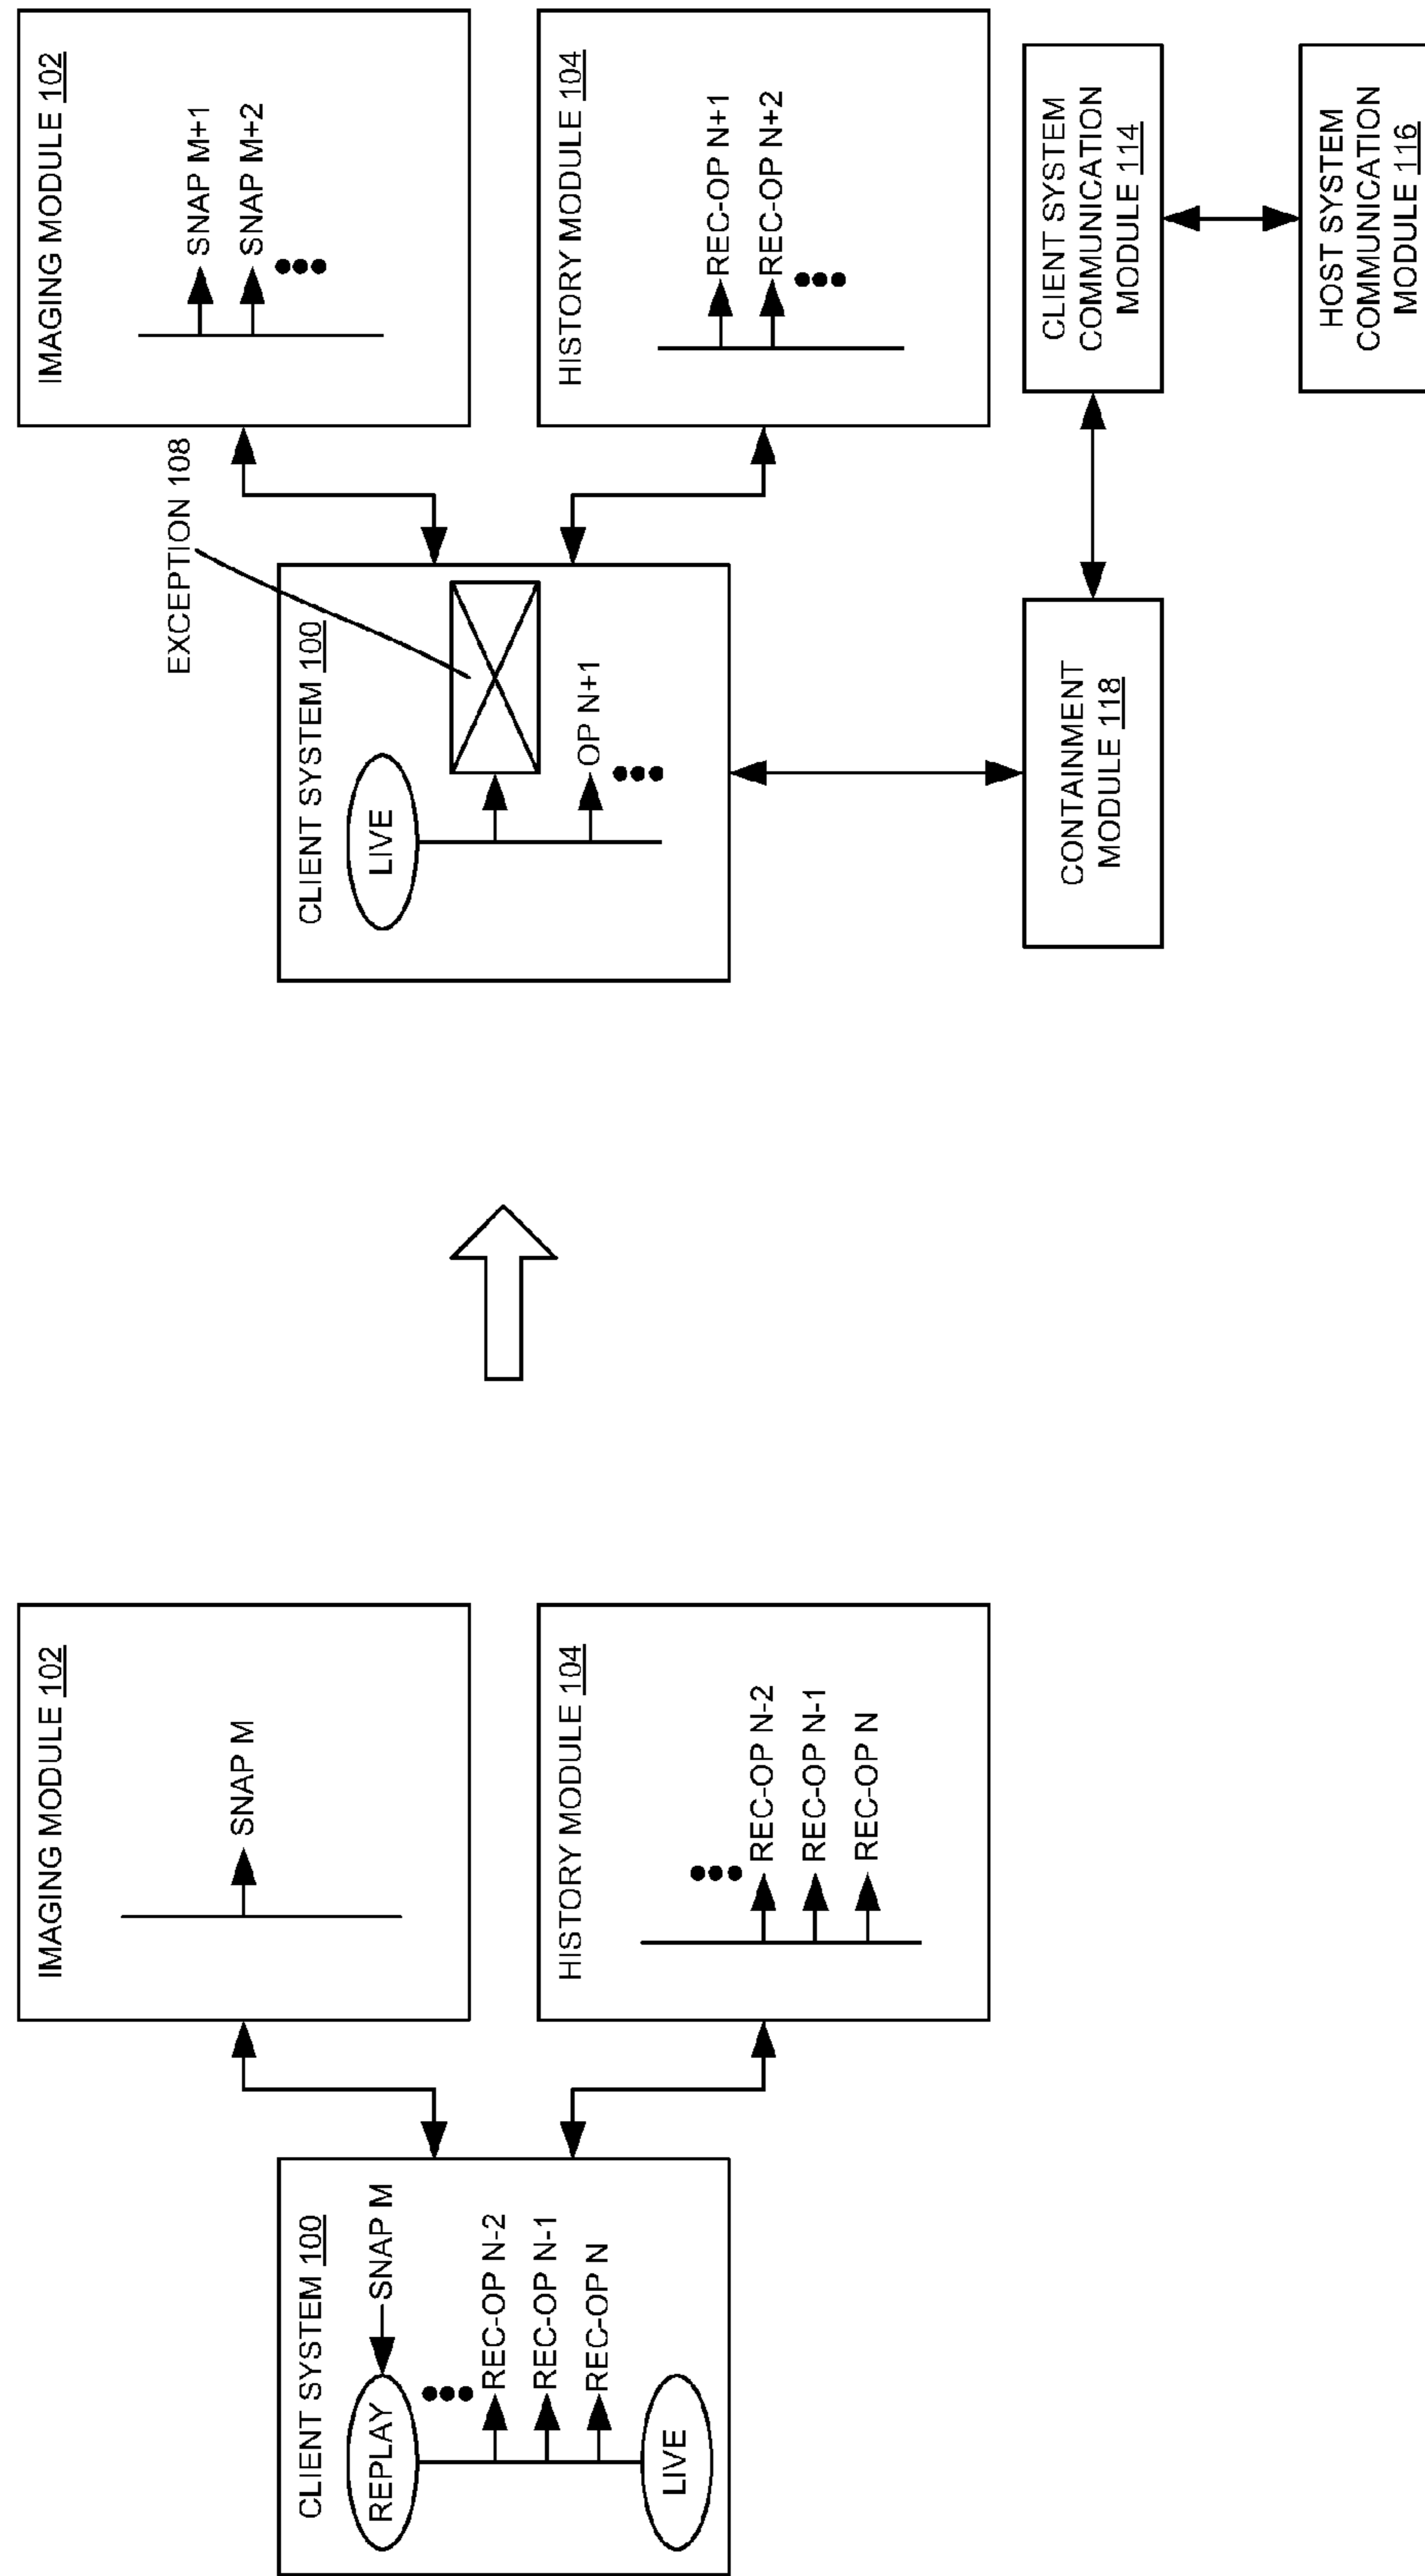 CLIENT SYSTEM 100
REPLAY
SNAP M
REC-OP N-2
REC-OP N-1
REC-OP N
LIVE
IMAGING MODULE 102
SNAP M
HISTORY MODULE 104
REC-OP N-2
REC-OP N-1
REC-OP N
EXCEPTION 108
CLIENT SYSTEM 100
LIVE
OP N+1
IMAGING MODULE 102
SNAP M+1
SNAP M+2
HISTORY MODULE 104
REC-OP N+1
REC-OP N+2
CONTAINMENT
MODULE 118
CLIENT SYSTEM
COMMUNICATION
MODULE 114
HOST SYSTEM
COMMUNICATION
MODULE 116